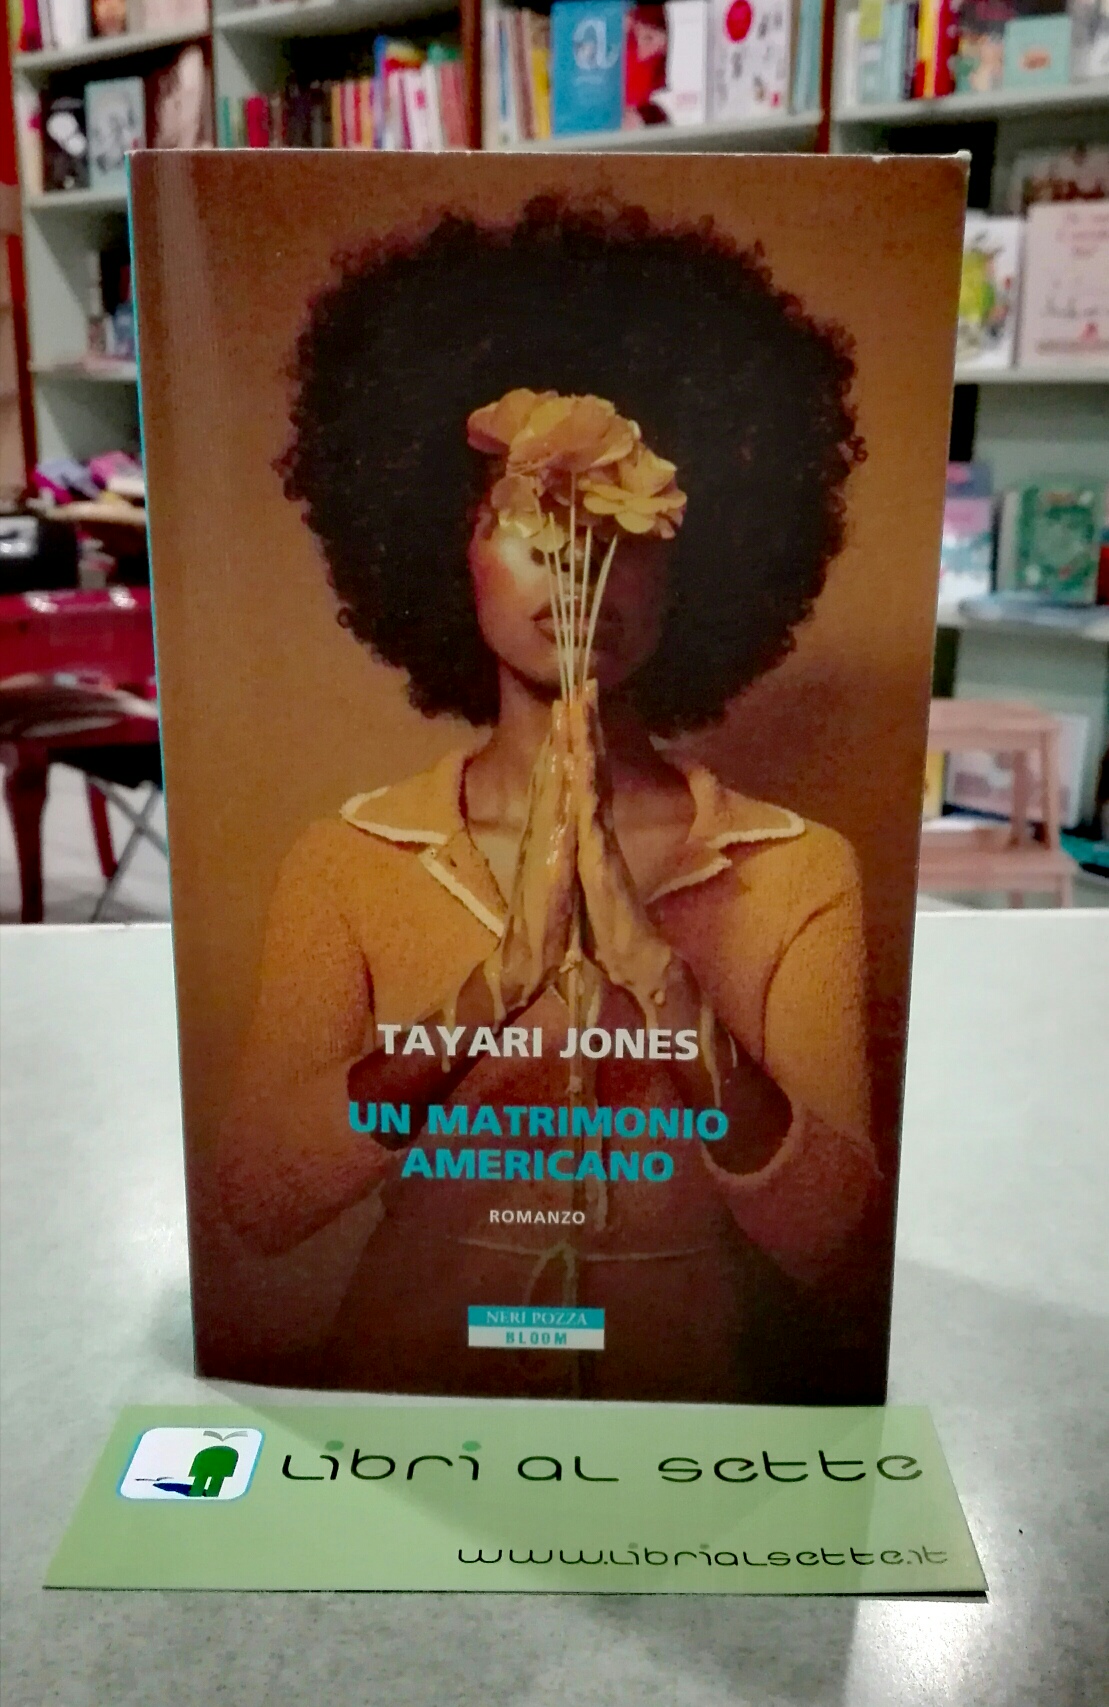 TAYARI JONES
UN MATRIMONIO
AMERICANO
ROMANZO
NERI POZZA
BLOOM
Libri al sette
www.librialsette.it